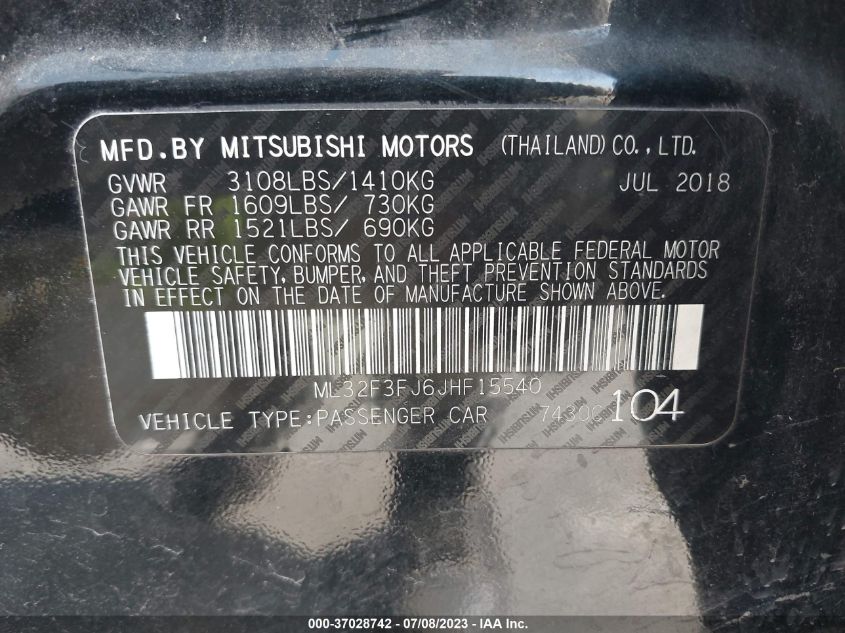 MFD.BY MITSUBISHI MOTORS (THAILAND) CO., LTD.
GVWR 3108LBS/1410KG JUL 2018
GAWR FR 1609LBS/ 730KG
GAWR RR 1521LBS/ 690KG
THIS VEHICLE CONFORMS TO ALL APPLICABLE FEDERAL MOTOR
VEHICLE SAFETY, BUMPER, AND THEFT PREVENTION STANDARDS
IN EFFECT ON THE DATE OF MANUFACTURE SHOWN ABOVE.
ML32F3FJ6JHF15540
VEHICLE TYPE:PASSENGER CAR 104
000-37028742 - 07/08/2023 - © IAA Inc.